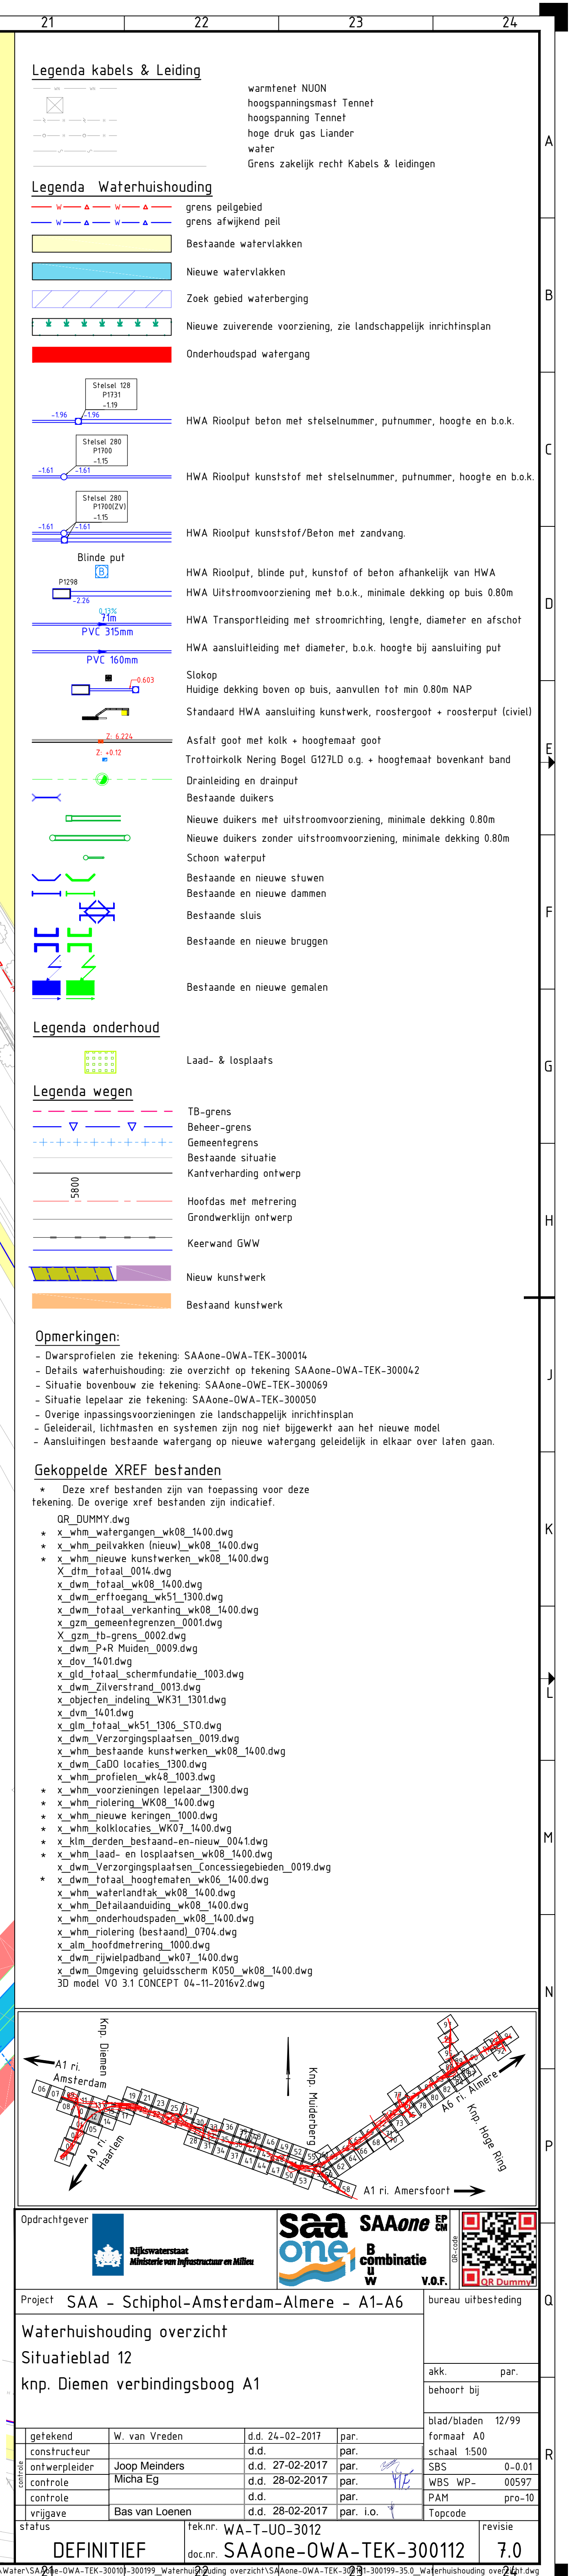 21 22 23 24
Legenda kabels & Leiding
warmtenet NUON
hoogspanningsmast Tennet
hoogspanning Tennet
hoge druk gas Liander
water
Grens zakelijk recht Kabels & leidingen
Legenda Waterhuishouding
grens peilgebied
grens afwijkend peil
Bestaande watervlakken
Nieuwe watervlakken
Zoek gebied waterberging
Nieuwe zuiverende voorziening, zie landschappelijk inrichtinsplan
Onderhoudspad watergang
Stelsel 128
P1731
-1.19
-1.96 -1.96
HWA Rioolput beton met stelselnummer, putnummer, hoogte en b.o.k.
Stelsel 280
P1700
-1.15
-1.61 -1.61
HWA Rioolput kunststof met stelselnummer, putnummer, hoogte en b.o.k.
Stelsel 280
P1700(ZV)
-1.15
-1.61 -1.61
HWA Rioolput kunststof/Beton met zandvang.
Blinde put
B
HWA Rioolput, blinde put, kunstof of beton afhankelijk van HWA
P1298
-2.26
HWA Uitstroomvoorziening met b.o.k., minimale dekking op buis 0.80m
0.13%
71m
PVC 315mm
HWA Transportleiding met stroomrichting, lengte, diameter en afschot
PVC 160mm
HWA aansluitleiding met diameter, b.o.k. hoogte bij aansluiting put
Slokop
-0.603
Huidige dekking boven op buis, aanvullen tot min 0.80m NAP
Standaard HWA aansluiting kunstwerk, roostergoot + roosterput (civiel)
Z: 6.224
Asfalt goot met kolk + hoogtemaat goot
Z: +0.12
Trottoirkolk Nering Bogel G127LD o.g. + hoogtemaat bovenkant band
Drainleiding en drainput
Bestaande duikers
Nieuwe duikers met uitstroomvoorziening, minimale dekking 0.80m
Nieuwe duikers zonder uitstroomvoorziening, minimale dekking 0.80m
Schoon waterput
Bestaande en nieuwe stuwen
Bestaande en nieuwe dammen
Bestaande sluis
Bestaande en nieuwe bruggen
Bestaande en nieuwe gemalen
Legenda onderhoud
Laad- & losplaats
Legenda wegen
TB-grens
Beheer-grens
Gemeentegrens
Bestaande situatie
Kantverharding ontwerp
5800
Hoofdas met metrering
Grondwerklijn ontwerp
Keerwand GWW
Nieuw kunstwerk
Bestaand kunstwerk
Opmerkingen:
- Dwarsprofielen zie tekening: SAAone-OWA-TEK-300014
- Details waterhuishouding: zie overzicht op tekening SAAone-OWA-TEK-300042
- Situatie bovenbouw zie tekening: SAAone-OWE-TEK-300069
- Situatie lepelaar zie tekening: SAAone-OWA-TEK-300050
- Overige inpassingsvoorzieningen zie landschappelijk inrichtinsplan
- Geleiderail, lichtmasten en systemen zijn nog niet bijgewerkt aan het nieuwe model
- Aansluitingen bestaande watergang op nieuwe watergang geleidelijk in elkaar over laten gaan.
Gekoppelde XREF bestanden
* Deze xref bestanden zijn van toepassing voor deze
tekening. De overige xref bestanden zijn indicatief.
QR_DUMMY.dwg
* x_whm_watergangen_wk08_1400.dwg
* x_whm_peilvakken (nieuw)_wk08_1400.dwg
* x_whm_nieuwe kunstwerken_wk08_1400.dwg
X_dtm_totaal_0014.dwg
x_dwm_totaal_wk08_1400.dwg
x_dwm_erftoegang_wk51_1300.dwg
x_dwm_totaal_verkanting_wk08_1400.dwg
x_gzm_gemeentegrenzen_0001.dwg
X_gzm_tb-grens_0002.dwg
x_dwm_P+R Muiden_0009.dwg
x_dov_1401.dwg
x_gld_totaal_schermfundatie_1003.dwg
x_dwm_Zilverstrand_0013.dwg
x_objecten_indeling_WK31_1301.dwg
x_dvm_1401.dwg
x_glm_totaal_wk51_1306_STO.dwg
x_dwm_Verzorgingsplaatsen_0019.dwg
x_whm_bestaande kunstwerken_wk08_1400.dwg
x_dwm_CaDO locaties_1300.dwg
x_whm_profielen_wk48_1003.dwg
* x_whm_voorzieningen lepelaar_1300.dwg
* x_whm_riolering_WK08_1400.dwg
* x_whm_nieuwe keringen_1000.dwg
* x_whm_kolklocaties_WK07_1400.dwg
* x_klm_derden_bestaand-en-nieuw_0041.dwg
* x_whm_laad- en losplaatsen_wk08_1400.dwg
x_dwm_Verzorgingsplaatsen_Concessiegebieden_0019.dwg
* x_dwm_totaal_hoogtematen_wk06_1400.dwg
x_whm_waterlandtak_wk08_1400.dwg
x_whm_Detailaanduiding_wk08_1400.dwg
x_whm_onderhoudspaden_wk08_1400.dwg
x_whm_riolering (bestaand)_0704.dwg
x_alm_hoofdmetrering_1000.dwg
x_dwm_rijwielpadband_wk07_1400.dwg
x_dwm_Omgeving geluidsscherm K050_wk08_1400.dwg
3D model VO 3.1 CONCEPT 04-11-2016v2.dwg
Knp. Diemen
A1 ri.
Amsterdam
A9 ri.
Haarlem
Knp. Muiderberg
A6 ri. Almere
Knp. Hoge Ring
A1 ri. Amersfoort
Opdrachtgever
Rijkswaterstaat
Ministerie van Infrastructuur en Milieu
saa one
SAAone EPCM
Bouw combinatie V.O.F.
QR-code
QR Dummy
Project SAA - Schiphol-Amsterdam-Almere - A1-A6
bureau uitbesteding
Waterhuishouding overzicht
Situatieblad 12
knp. Diemen verbindingsboog A1
akk. par.
behoort bij
blad/bladen 12/99
formaat A0
schaal 1:500
SBS 0-0.01
WBS WP- 00597
PAM pro-10
Topcode
controle
getekend W. van Vreden d.d. 24-02-2017 par.
constructeur d.d. par.
ontwerpleider Joop Meinders d.d. 27-02-2017 par.
controle Micha Eg d.d. 28-02-2017 par.
controle d.d. par.
vrijgave Bas van Loenen d.d. 28-02-2017 par. i.o.
status DEFINITIEF
tek.nr. WA-T-UO-3012
doc.nr. SAAone-OWA-TEK-300112
revisie 7.0
A
B
C
D
E
F
G
H
J
K
L
M
N
P
Q
R
21 22 23 24